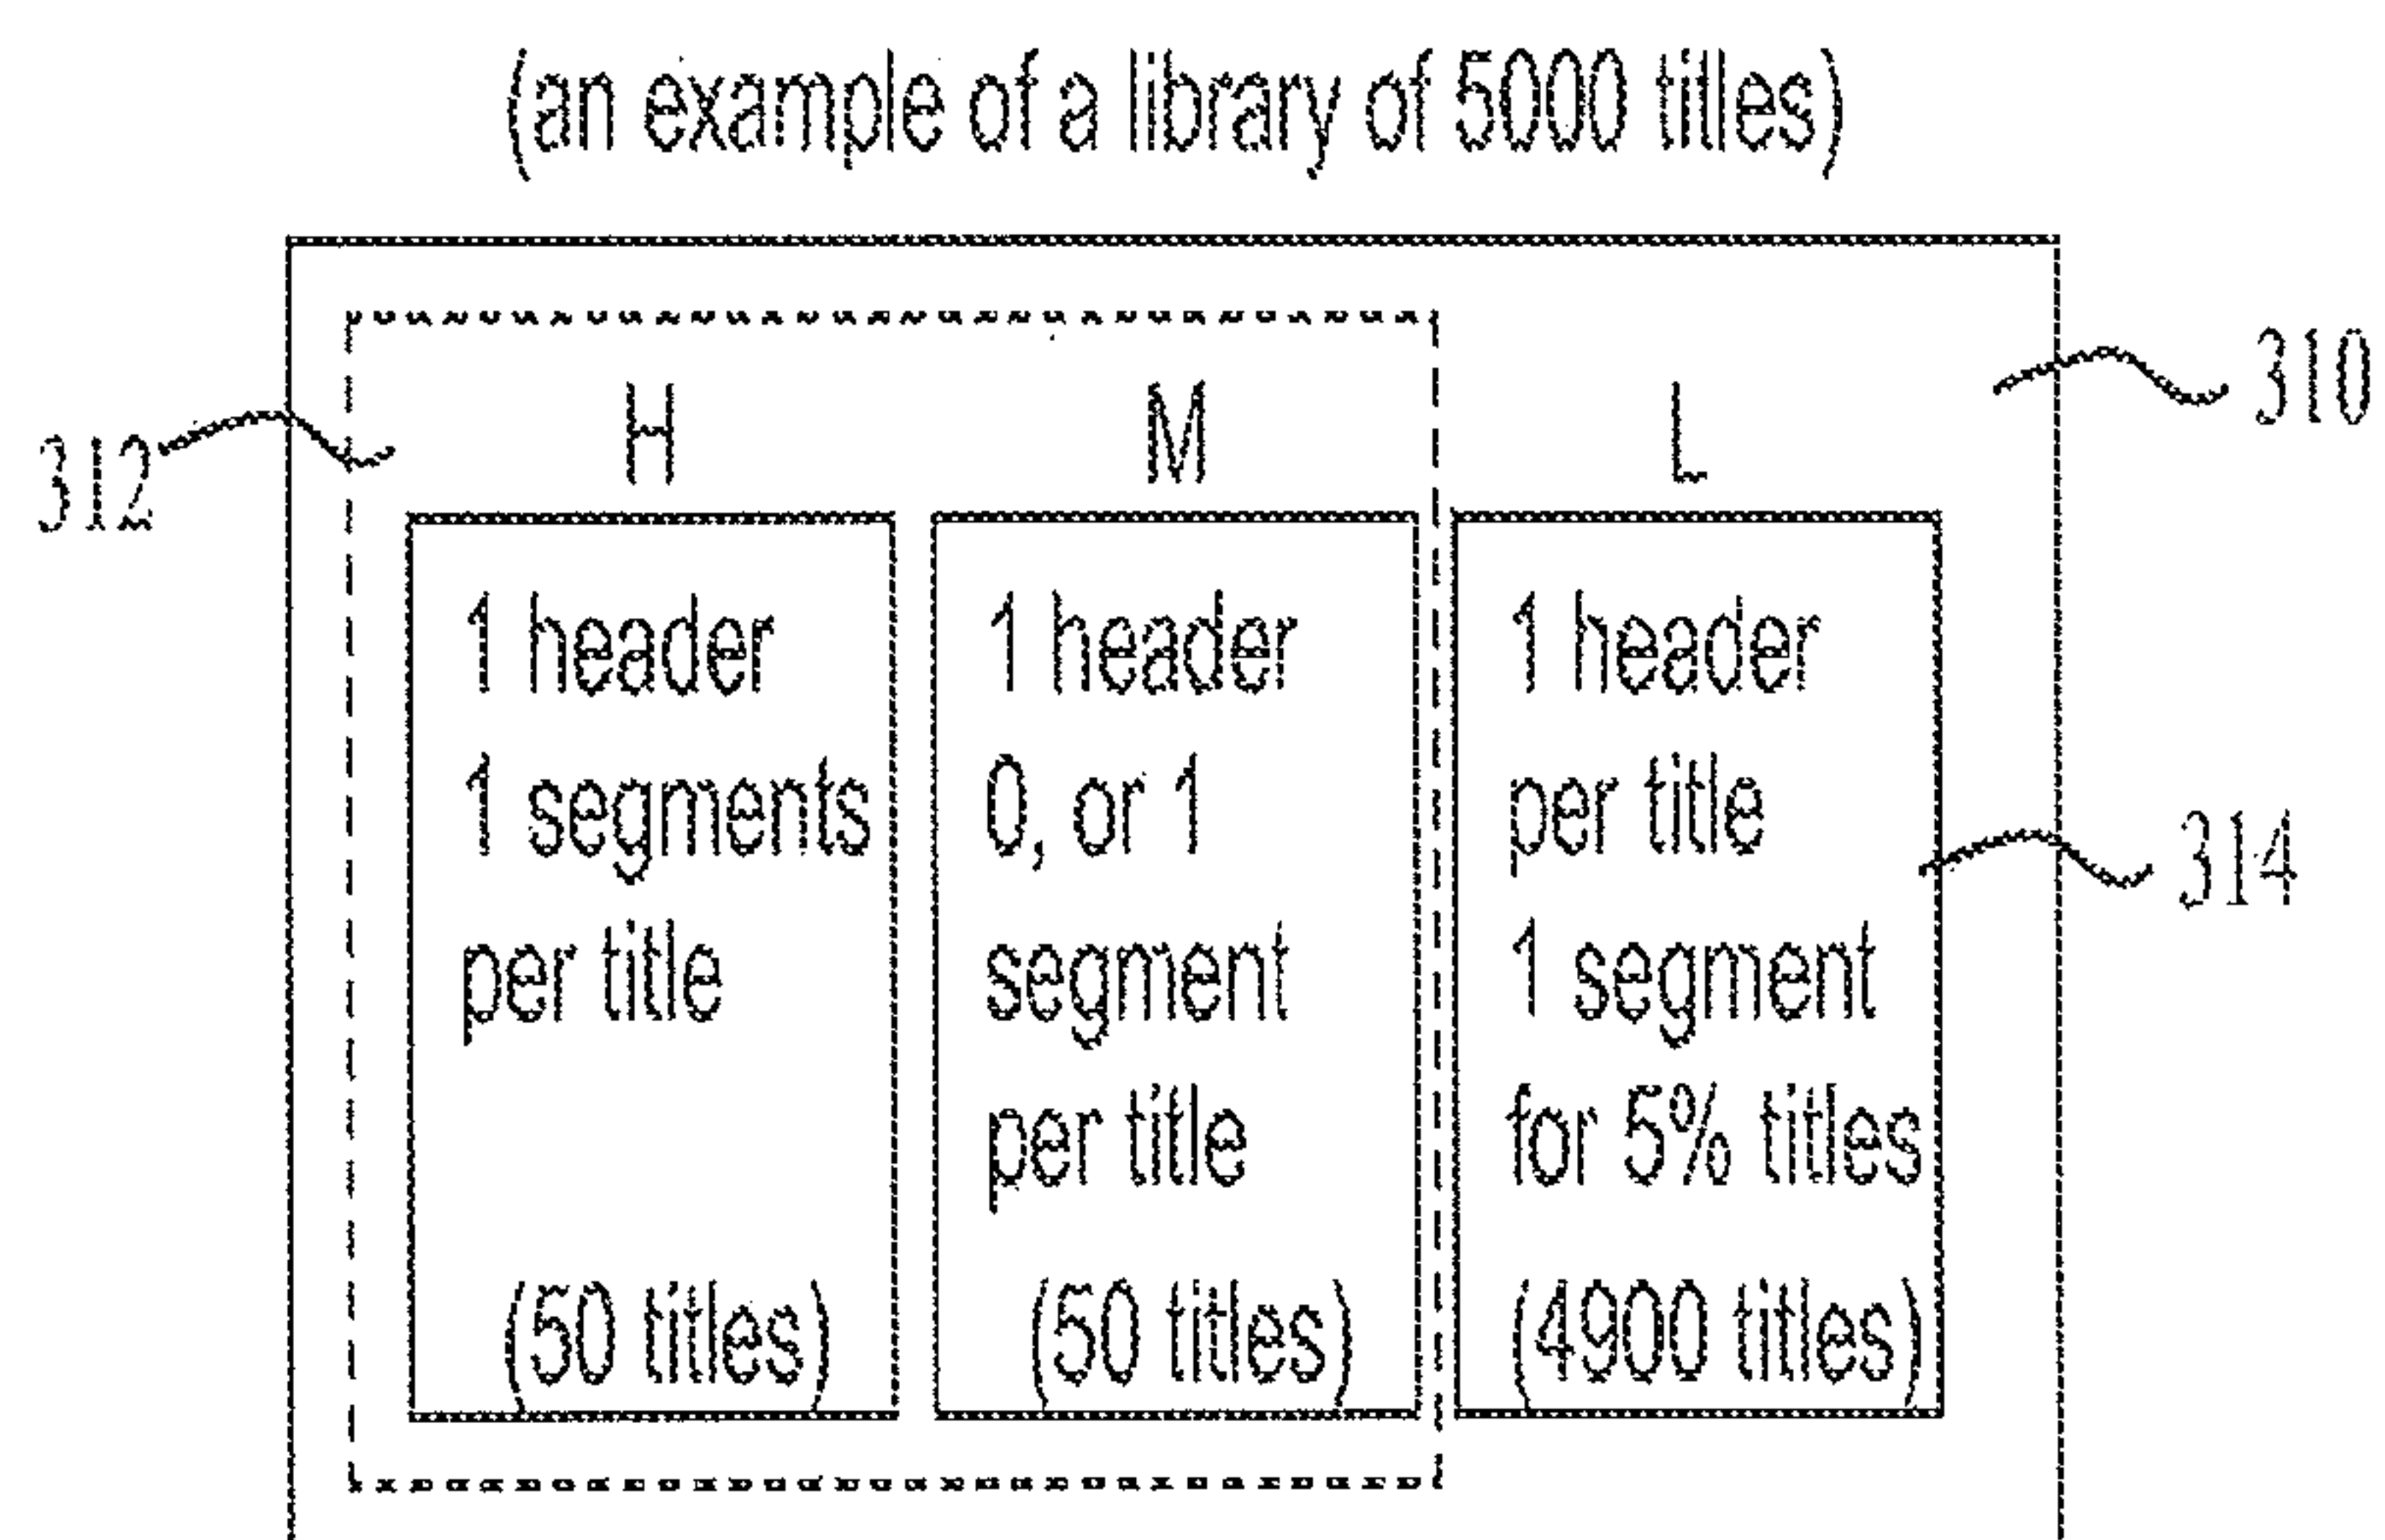 (an example of a library of 5000 titles)
310
312
H
1 header
1 segments
per title
(50 titles)
M
1 header
0, or 1
segment
per title
(50 titles)
L
1 header
per title
1 segment
for 5% titles
(4900 titles)
314